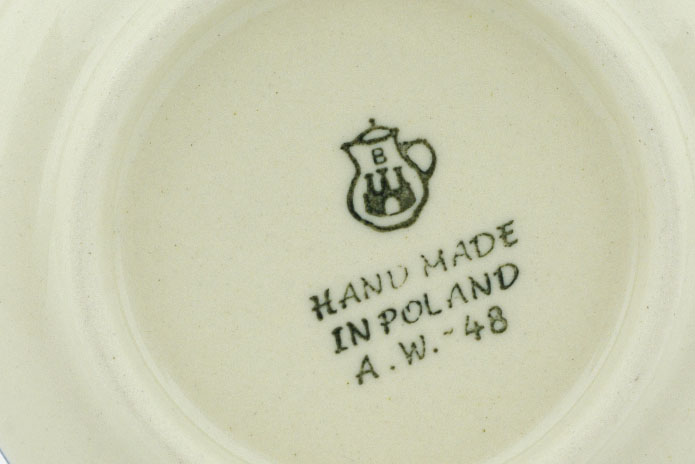 B
HAND MADE
IN POLAND
A.W.-48